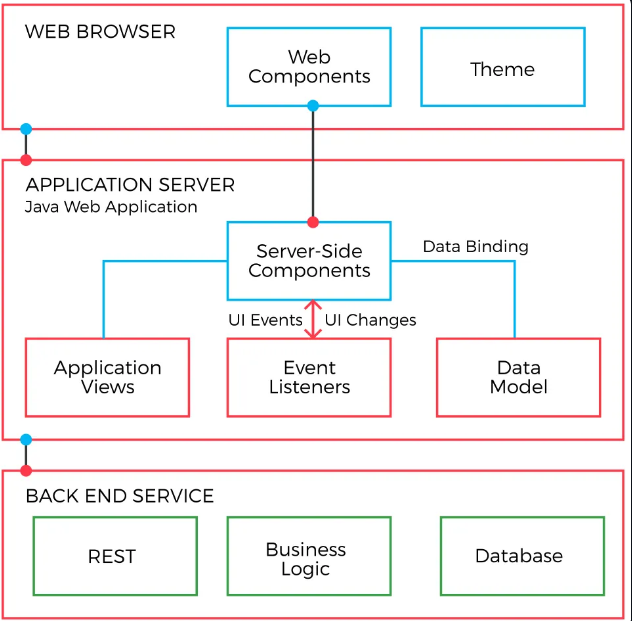 WEB BROWSER
Web
Components
Theme
APPLICATION SERVER
Java Web Application
Server-Side
Components
Data Binding
UI Events
UI Changes
Application
Views
Event
Listeners
Data
Model
BACK END SERVICE
REST
Business
Logic
Database